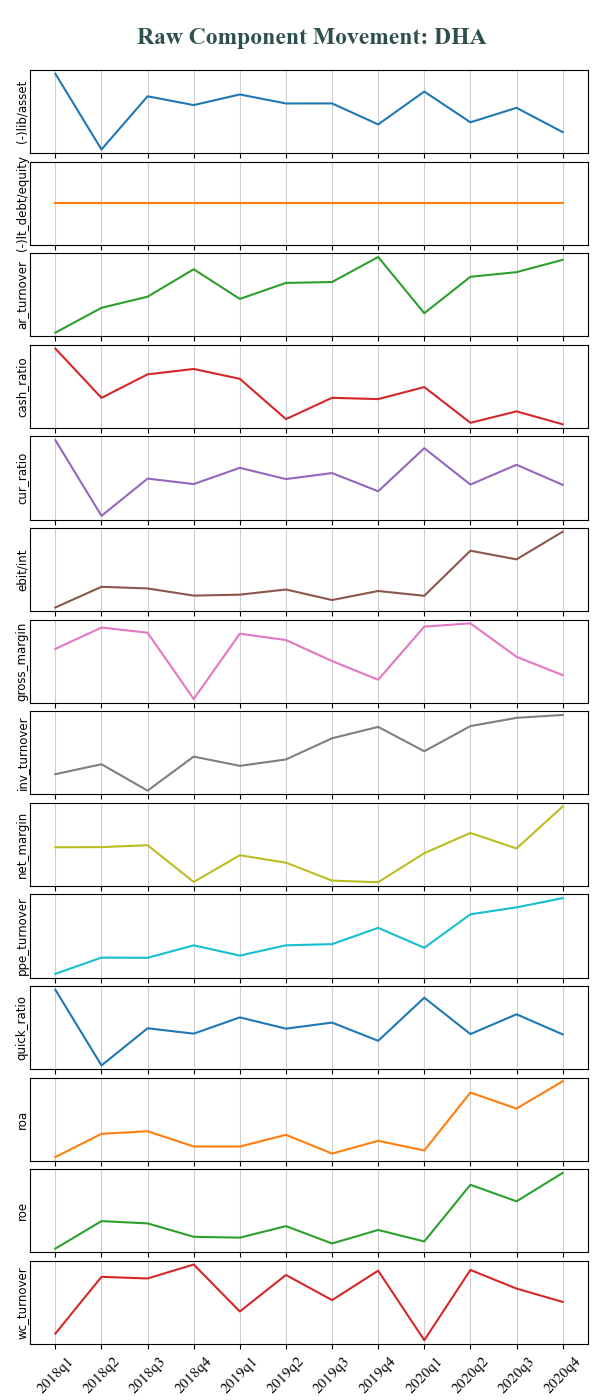 Raw Component Movement: DHA
(-)lib/asset
(-)lt_debt/equity
ar_turnover
cash_ratio
cur_ratio
ebit/int
gross_margin
inv_turnover
net_margin
ppe_turnover
quick_ratio
roa
roe
wc_turnover
2018q1 2018q2 2018q3 2018q4 2019q1 2019q2 2019q3 2019q4 2020q1 2020q2 2020q3 2020q4